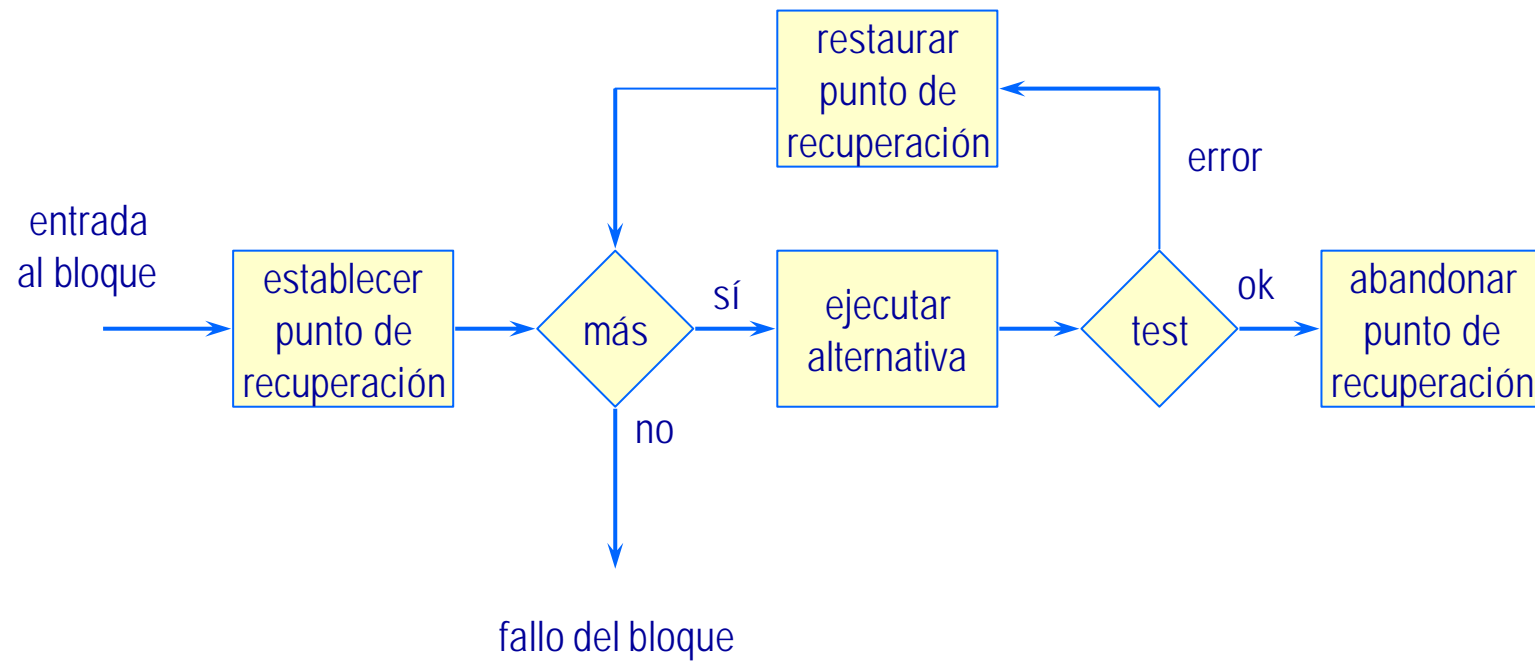 restaurar
punto de
recuperación
error
entrada
al bloque
establecer
punto de
recuperación
más
sí
ejecutar
alternativa
test
ok
abandonar
punto de
recuperación
no
fallo del bloque